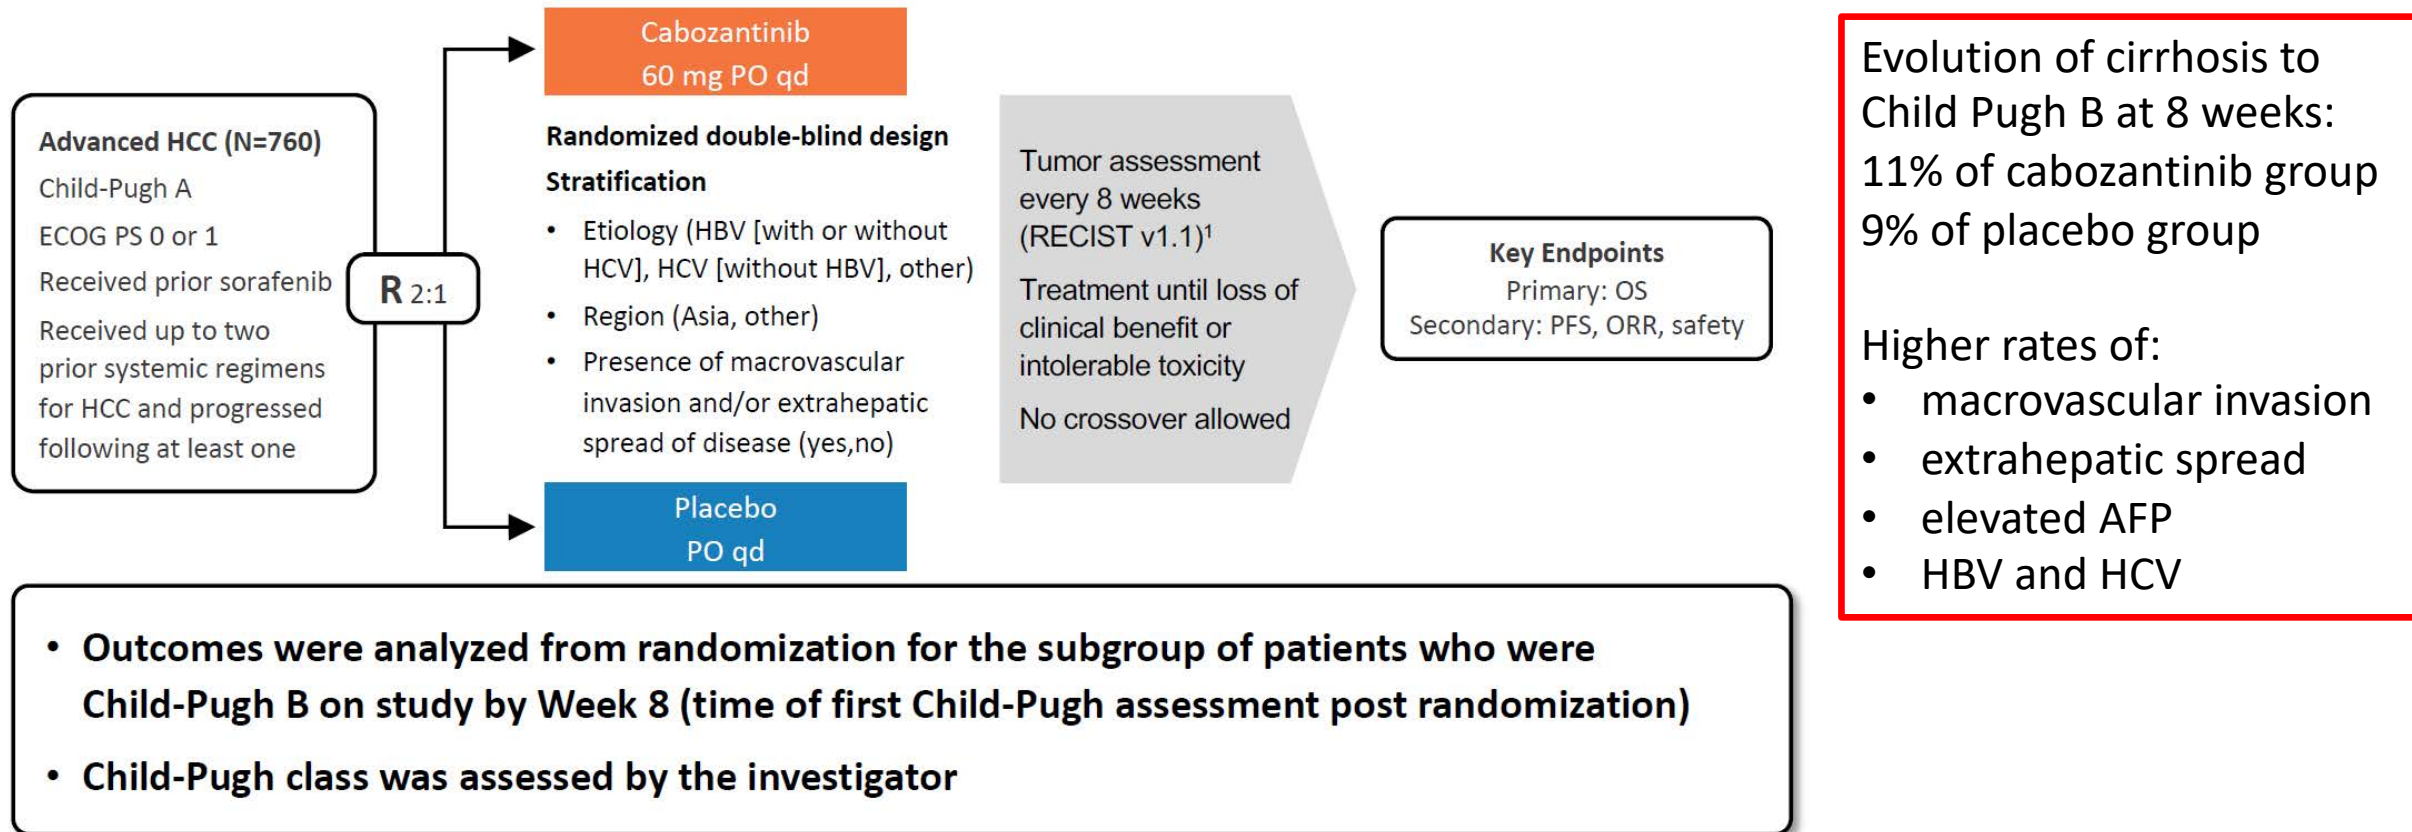 Advanced HCC (N=760)
Child-Pugh A
ECOG PS 0 or 1
Received prior sorafenib
Received up to two
prior systemic regimens
for HCC and progressed
following at least one
R 2:1
Cabozantinib
60 mg PO qd
Randomized double-blind design
Stratification
• Etiology (HBV [with or without
HCV], HCV [without HBV], other)
• Region (Asia, other)
• Presence of macrovascular
invasion and/or extrahepatic
spread of disease (yes,no)
Placebo
PO qd
Tumor assessment
every 8 weeks
(RECIST v1.1)¹
Treatment until loss of
clinical benefit or
intolerable toxicity
No crossover allowed
Key Endpoints
Primary: OS
Secondary: PFS, ORR, safety
Evolution of cirrhosis to
Child Pugh B at 8 weeks:
11% of cabozantinib group
9% of placebo group
Higher rates of:
• macrovascular invasion
• extrahepatic spread
• elevated AFP
• HBV and HCV
• Outcomes were analyzed from randomization for the subgroup of patients who were
Child-Pugh B on study by Week 8 (time of first Child-Pugh assessment post randomization)
• Child-Pugh class was assessed by the investigator